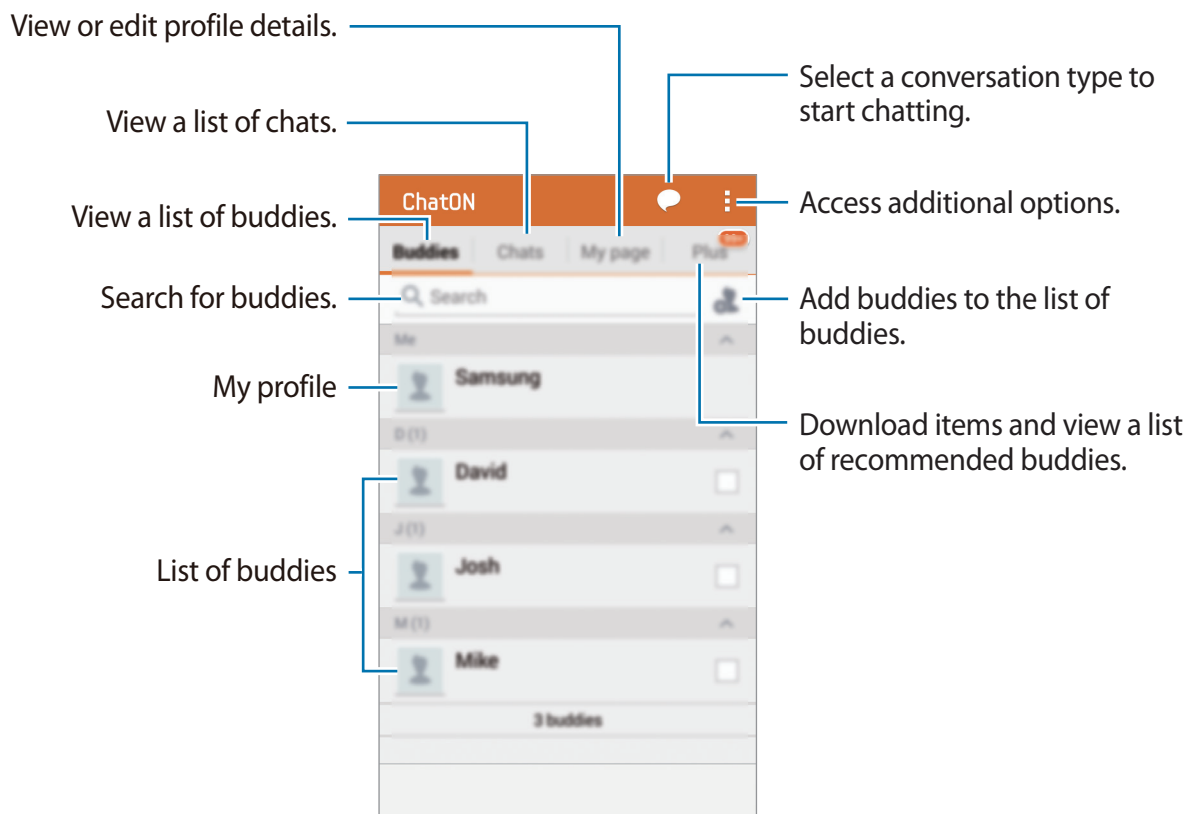 View or edit profile details.
Select a conversation type to
start chatting.
View a list of chats.
ChatON
Access additional options.
View a list of buddies.
Buddies Chats My page Plus
Search for buddies.
Search
Add buddies to the list of
buddies.
Me
My profile
Samsung
Download items and view a list
of recommended buddies.
D (1)
David
J (1)
List of buddies
Josh
M (1)
Mike
3 buddies